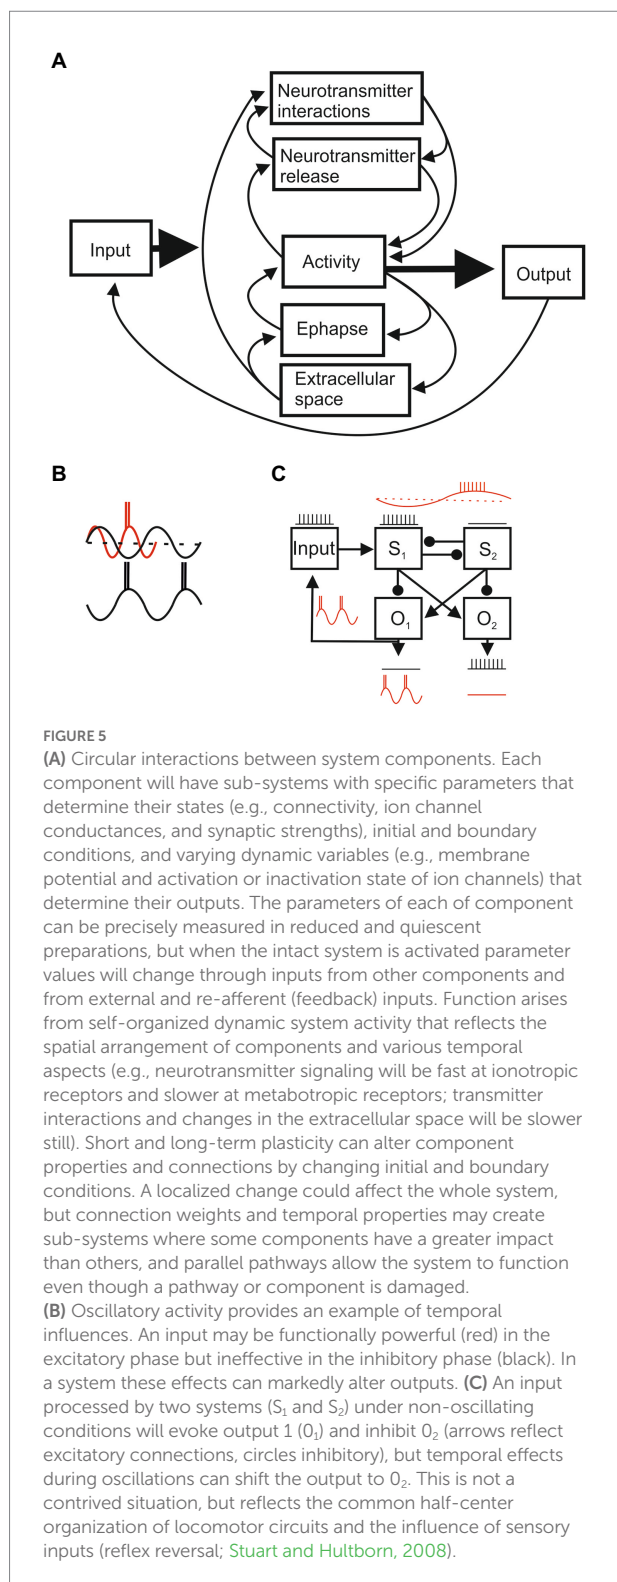 A
Neurotransmitter
interactions
Neurotransmitter
release
Input
Activity
Output
Ephapse
Extracellular
space
B
C
Input
S₁
S₂
O₁
O₂
FIGURE 5
(A) Circular interactions between system components. Each
component will have sub-systems with specific parameters that
determine their states (e.g., connectivity, ion channel
conductances, and synaptic strengths), initial and boundary
conditions, and varying dynamic variables (e.g., membrane
potential and activation or inactivation state of ion channels) that
determine their outputs. The parameters of each of component
can be precisely measured in reduced and quiescent
preparations, but when the intact system is activated parameter
values will change through inputs from other components and
from external and re-afferent (feedback) inputs. Function arises
from self-organized dynamic system activity that reflects the
spatial arrangement of components and various temporal
aspects (e.g., neurotransmitter signaling will be fast at ionotropic
receptors and slower at metabotropic receptors; transmitter
interactions and changes in the extracellular space will be slower
still). Short and long-term plasticity can alter component
properties and connections by changing initial and boundary
conditions. A localized change could affect the whole system,
but connection weights and temporal properties may create
sub-systems where some components have a greater impact
than others, and parallel pathways allow the system to function
even though a pathway or component is damaged.
(B) Oscillatory activity provides an example of temporal
influences. An input may be functionally powerful (red) in the
excitatory phase but ineffective in the inhibitory phase (black). In
a system these effects can markedly alter outputs. (C) An input
processed by two systems (S₁ and S₂) under non-oscillating
conditions will evoke output 1 (0₁) and inhibit 0₂ (arrows reflect
excitatory connections, circles inhibitory), but temporal effects
during oscillations can shift the output to 0₂. This is not a
contrived situation, but reflects the common half-center
organization of locomotor circuits and the influence of sensory
inputs (reflex reversal; Stuart and Hultborn, 2008).